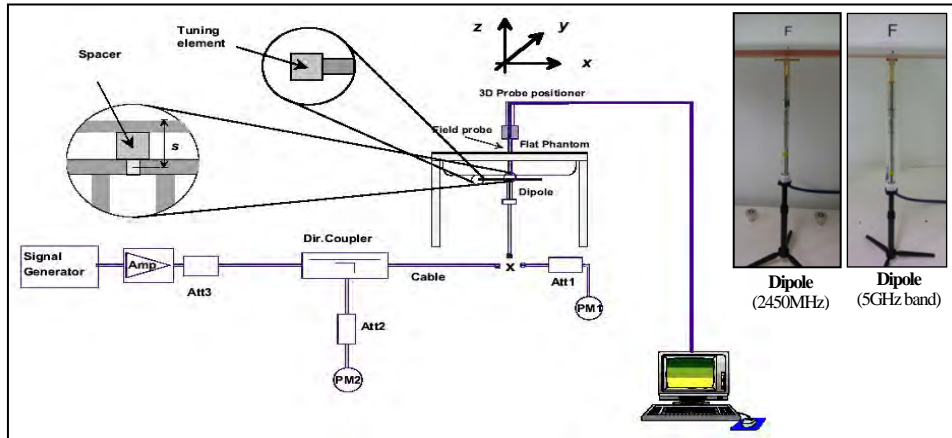 Spacer
Tuning
element
s
z
y
x
3D Probe positioner
Field probe
Flat Phantom
Dipole
Signal
Generator
Amp
Att3
Dir.Coupler
Cable
x
Att1
PM1
Att2
PM2
F
F
Dipole
(2450MHz)
Dipole
(5GHz band)